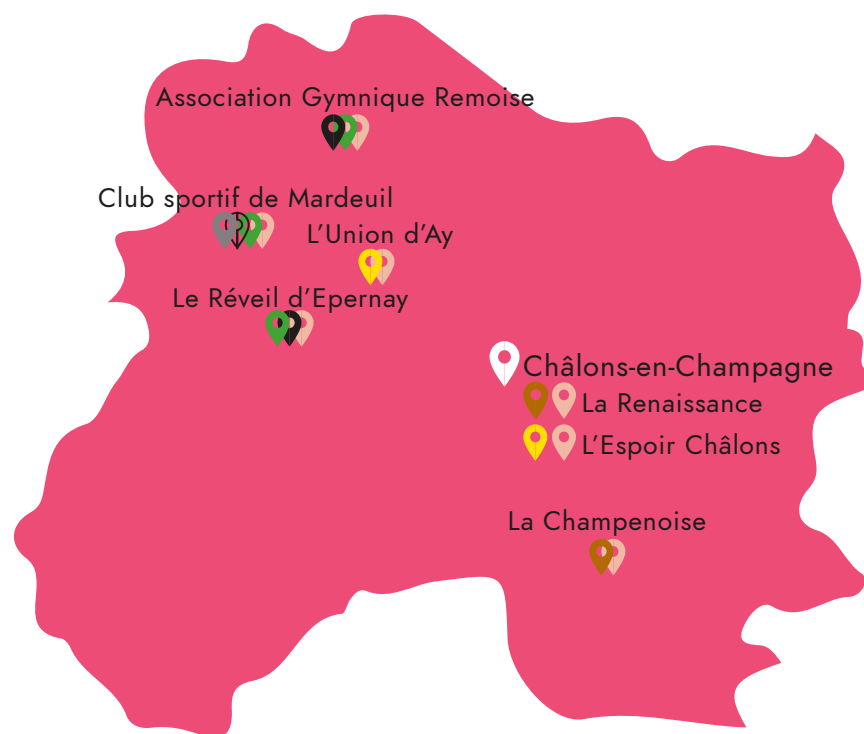 Association Gymnique Remoise
Club sportif de Mardeuil
L'Union d'Ay
Le Réveil d'Epernay
Châlons-en-Champagne
La Renaissance
L'Espoir Châlons
La Champenoise